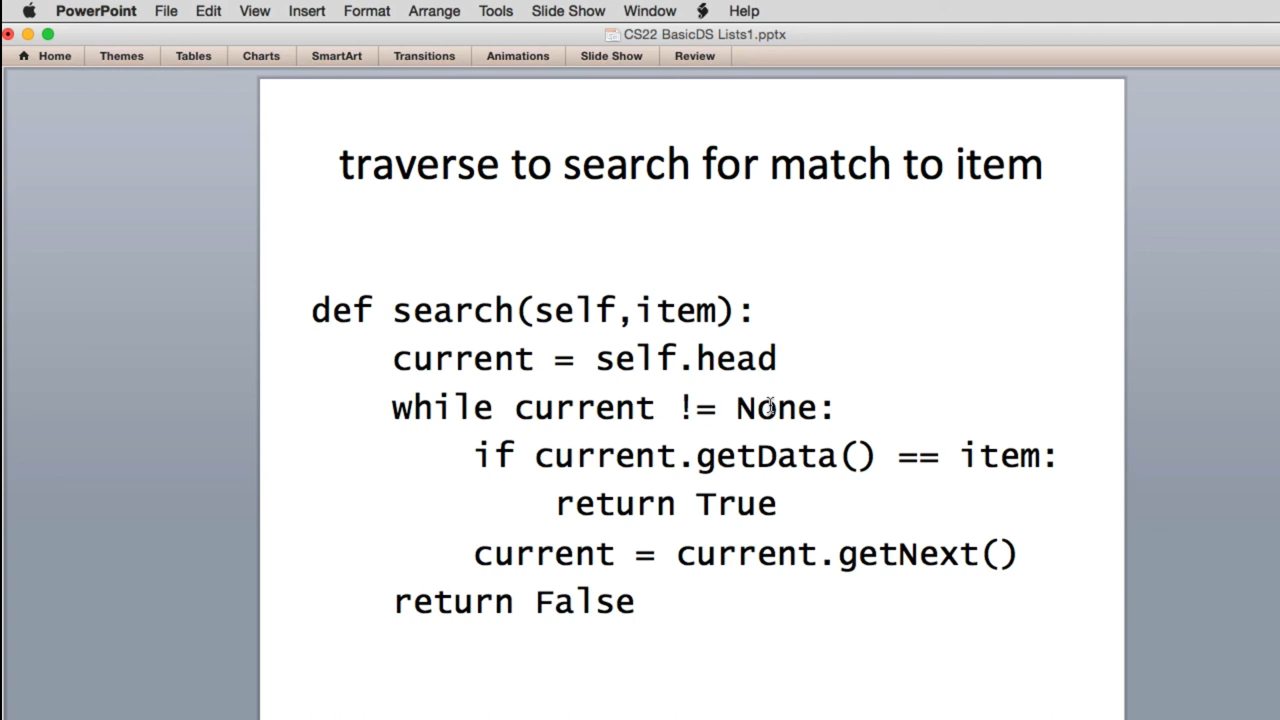 PowerPoint File Edit View Insert Format Arrange Tools Slide Show Window Help
CS22 BasicDS Lists1.pptx
Home Themes Tables Charts SmartArt Transitions Animations Slide Show Review
traverse to search for match to item
def search(self,item):
    current = self.head
    while current != None:
        if current.getData() == item:
            return True
        current = current.getNext()
    return False